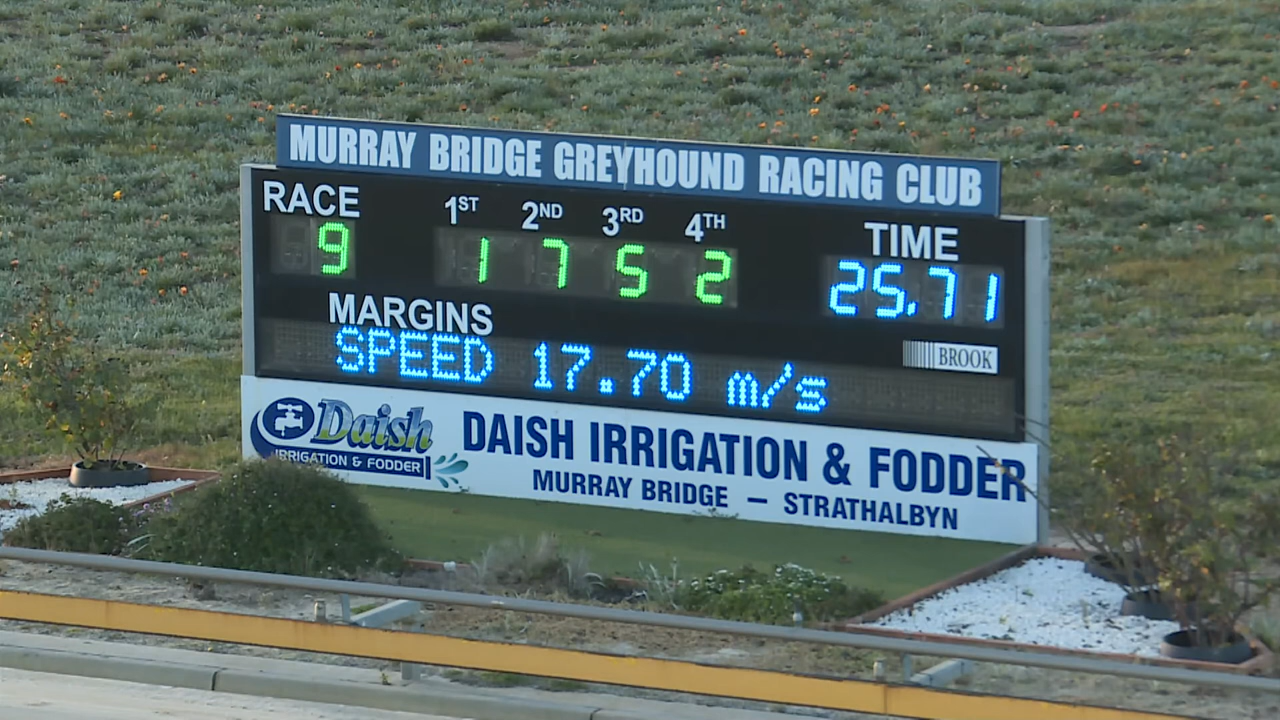 MURRAY BRIDGE GREYHOUND RACING CLUB
RACE 1ST 2ND 3RD 4TH TIME
9 1 7 5 2 25.71
MARGINS
SPEED 17.70 m/s
BROOK
Daish
IRRIGATION & FODDER
DAISH IRRIGATION & FODDER
MURRAY BRIDGE – STRATHALBYN